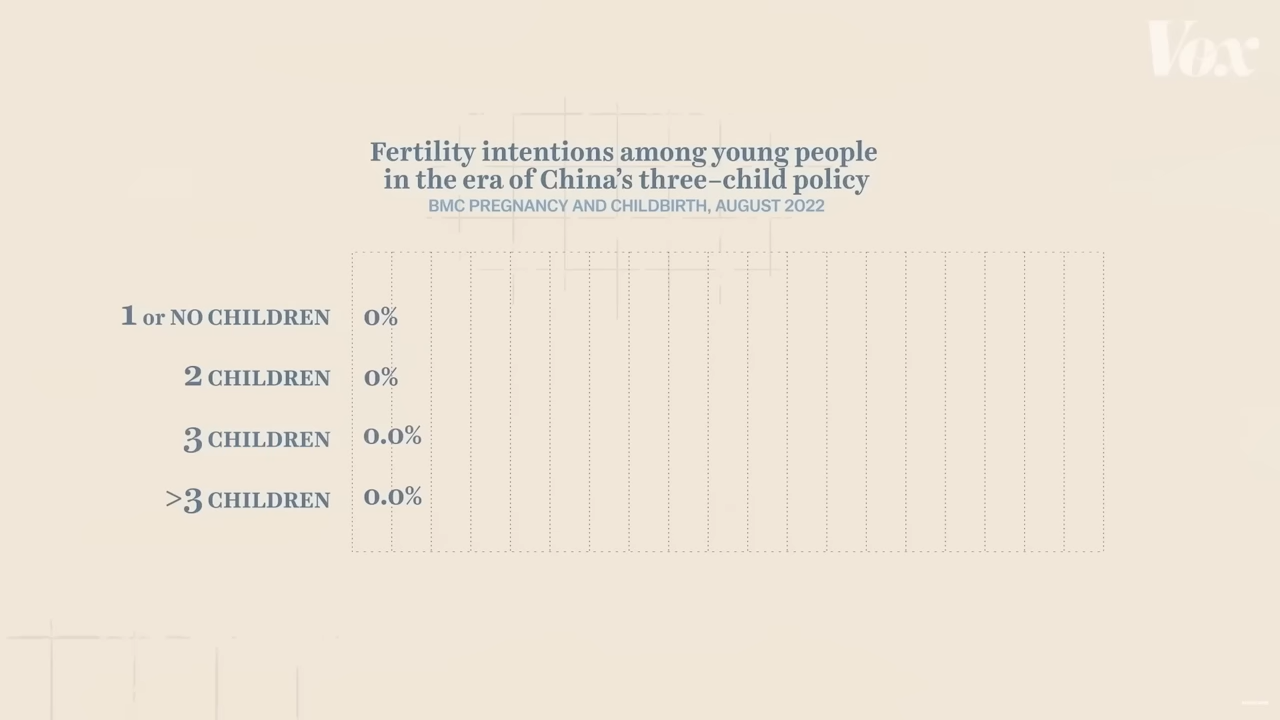 Vox
Fertility intentions among young people
in the era of China's three–child policy
BMC PREGNANCY AND CHILDBIRTH, AUGUST 2022
1 or NO CHILDREN 0%
2 CHILDREN 0%
3 CHILDREN 0.0%
>3 CHILDREN 0.0%